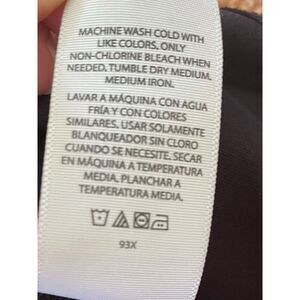 MACHINE WASH COLD WITH
LIKE COLORS. ONLY
NON-CHLORINE BLEACH WHEN
NEEDED. TUMBLE DRY MEDIUM.
MEDIUM IRON.
LAVAR A MÁQUINA CON AGUA
FRÍA Y CON COLORES
SIMILARES. USAR SOLAMENTE
BLANQUEADOR SIN CLORO
CUANDO SE NECESITE. SECAR
EN MÁQUINA A TEMPERATURA
MEDIA. PLANCHAR A
TEMPERATURA MEDIA.
93X